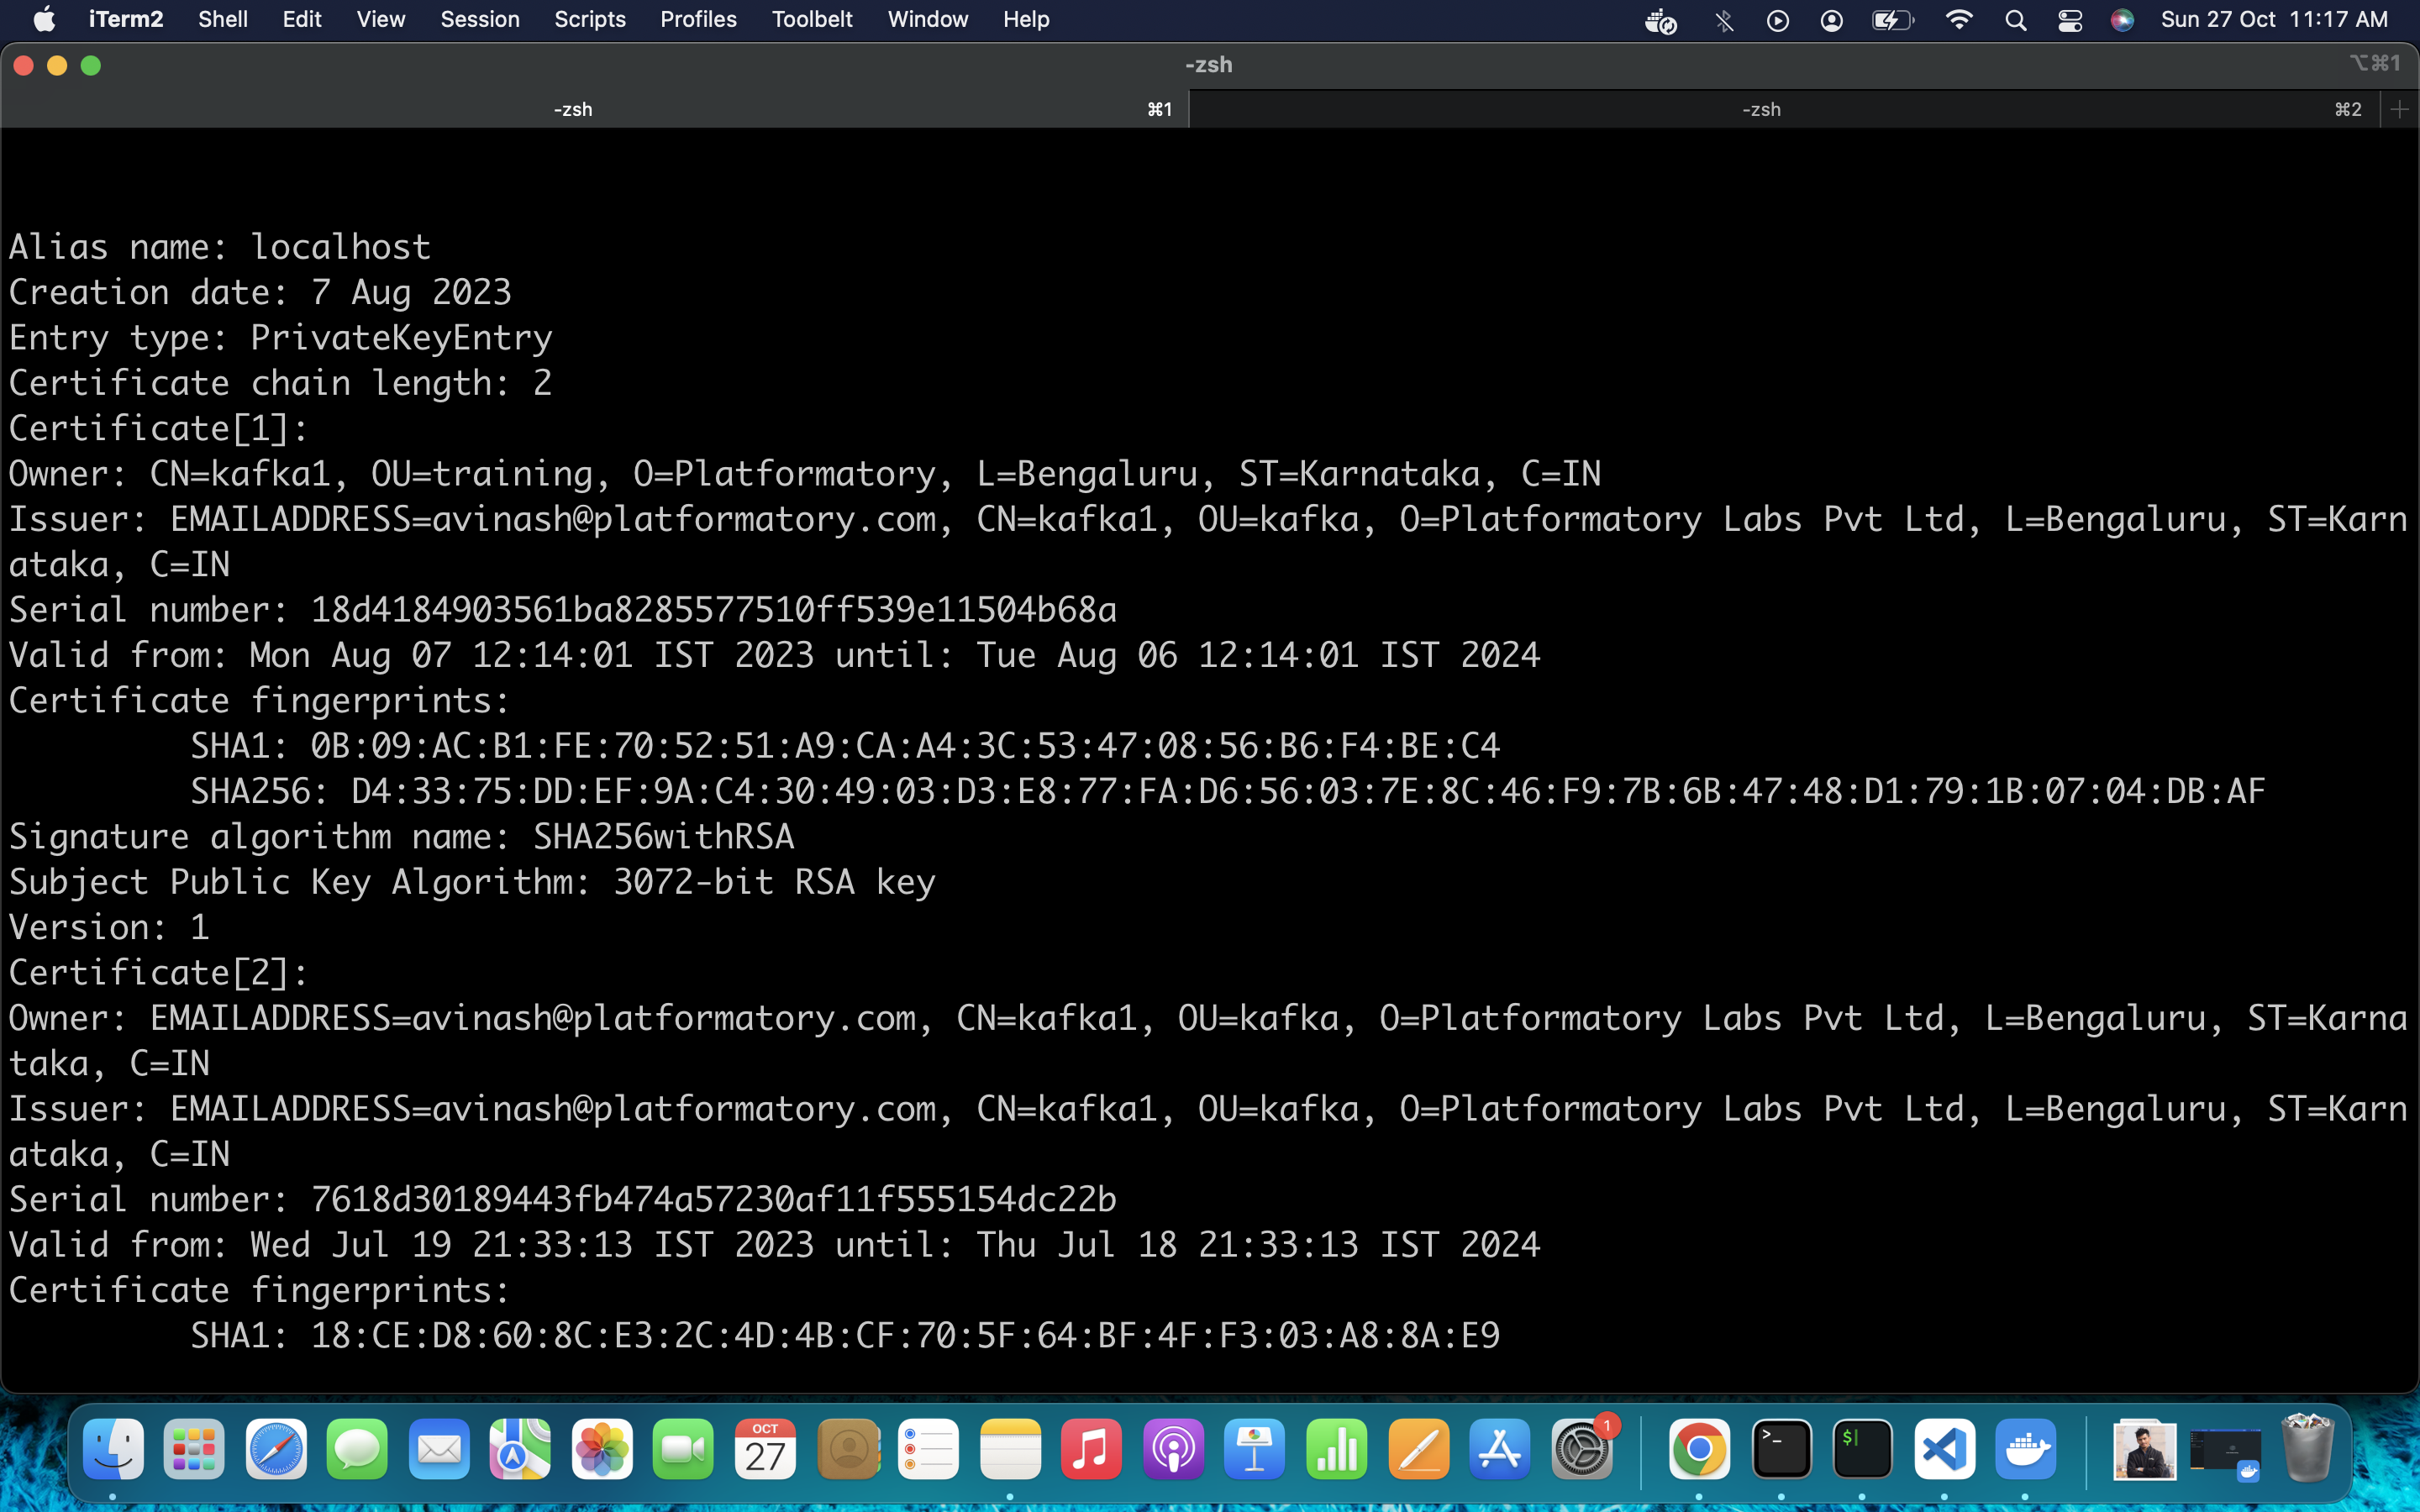 iTerm2 Shell Edit View Session Scripts Profiles Toolbelt Window Help Sun 27 Oct 11:17 AM
-zsh ⌥⌘1
-zsh ⌘1 -zsh ⌘2
Alias name: localhost
Creation date: 7 Aug 2023
Entry type: PrivateKeyEntry
Certificate chain length: 2
Certificate[1]:
Owner: CN=kafka1, OU=training, O=Platformatory, L=Bengaluru, ST=Karnataka, C=IN
Issuer: EMAILADDRESS=avinash@platformatory.com, CN=kafka1, OU=kafka, O=Platformatory Labs Pvt Ltd, L=Bengaluru, ST=Karn
ataka, C=IN
Serial number: 18d4184903561ba8285577510ff539e11504b68a
Valid from: Mon Aug 07 12:14:01 IST 2023 until: Tue Aug 06 12:14:01 IST 2024
Certificate fingerprints:
SHA1: 0B:09:AC:B1:FE:70:52:51:A9:CA:A4:3C:53:47:08:56:B6:F4:BE:C4
SHA256: D4:33:75:DD:EF:9A:C4:30:49:03:D3:E8:77:FA:D6:56:03:7E:8C:46:F9:7B:6B:47:48:D1:79:1B:07:04:DB:AF
Signature algorithm name: SHA256withRSA
Subject Public Key Algorithm: 3072-bit RSA key
Version: 1
Certificate[2]:
Owner: EMAILADDRESS=avinash@platformatory.com, CN=kafka1, OU=kafka, O=Platformatory Labs Pvt Ltd, L=Bengaluru, ST=Karna
taka, C=IN
Issuer: EMAILADDRESS=avinash@platformatory.com, CN=kafka1, OU=kafka, O=Platformatory Labs Pvt Ltd, L=Bengaluru, ST=Karn
ataka, C=IN
Serial number: 7618d30189443fb474a57230af11f555154dc22b
Valid from: Wed Jul 19 21:33:13 IST 2023 until: Thu Jul 18 21:33:13 IST 2024
Certificate fingerprints:
SHA1: 18:CE:D8:60:8C:E3:2C:4D:4B:CF:70:5F:64:BF:4F:F3:03:A8:8A:E9
OCT
27
1
>_
$